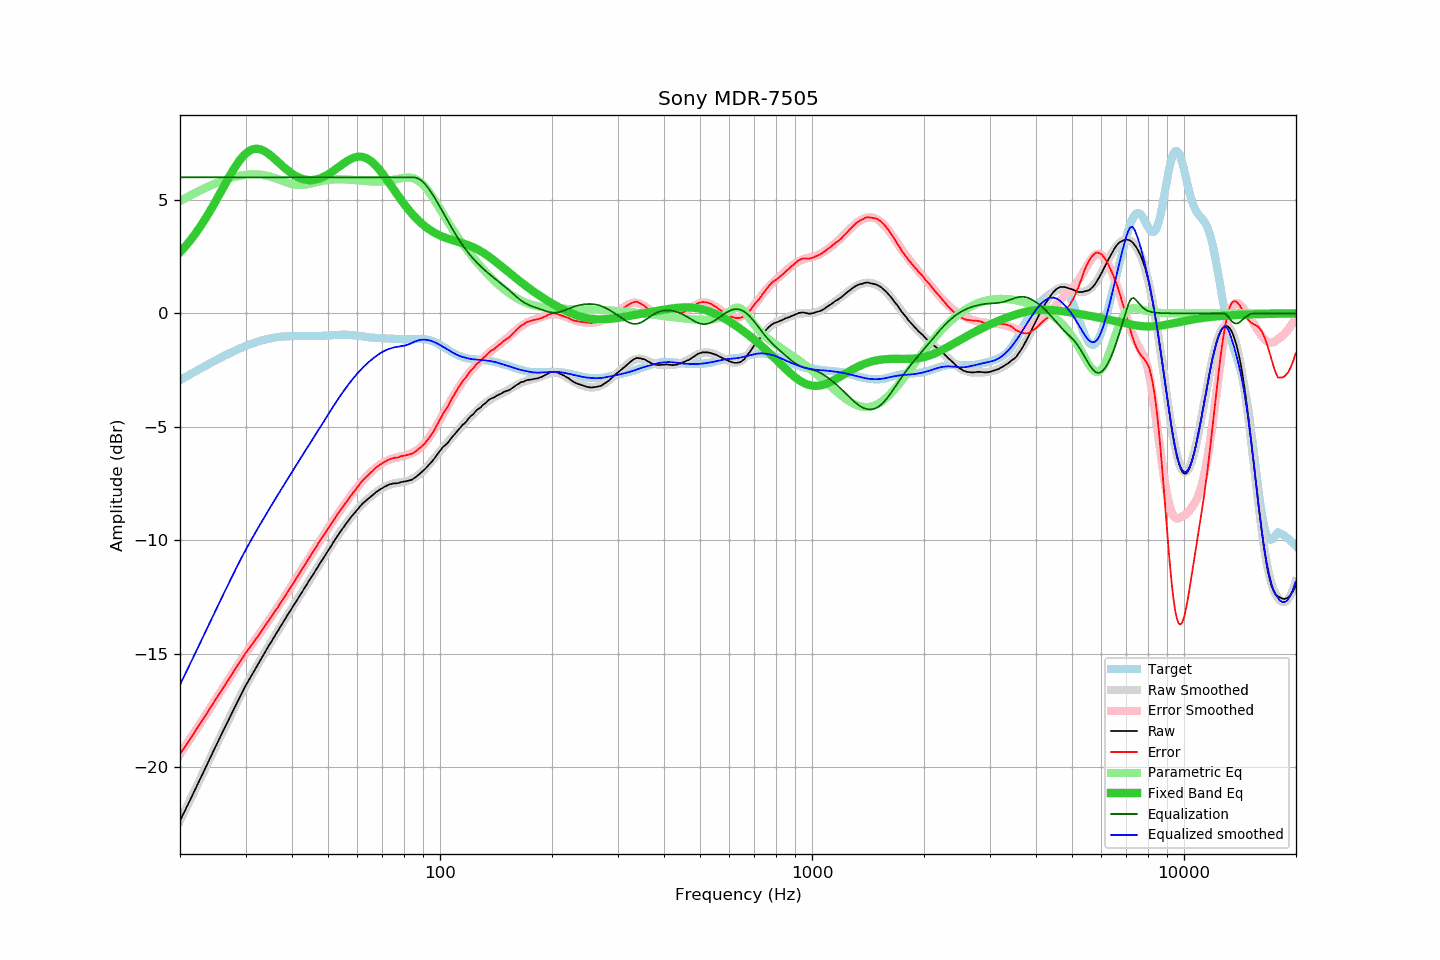 Sony MDR-7505
5
0
−5
−10
−15
−20
Amplitude (dBr)
100
1000
10000
Frequency (Hz)
Target
Raw Smoothed
Error Smoothed
Raw
Error
Parametric Eq
Fixed Band Eq
Equalization
Equalized smoothed